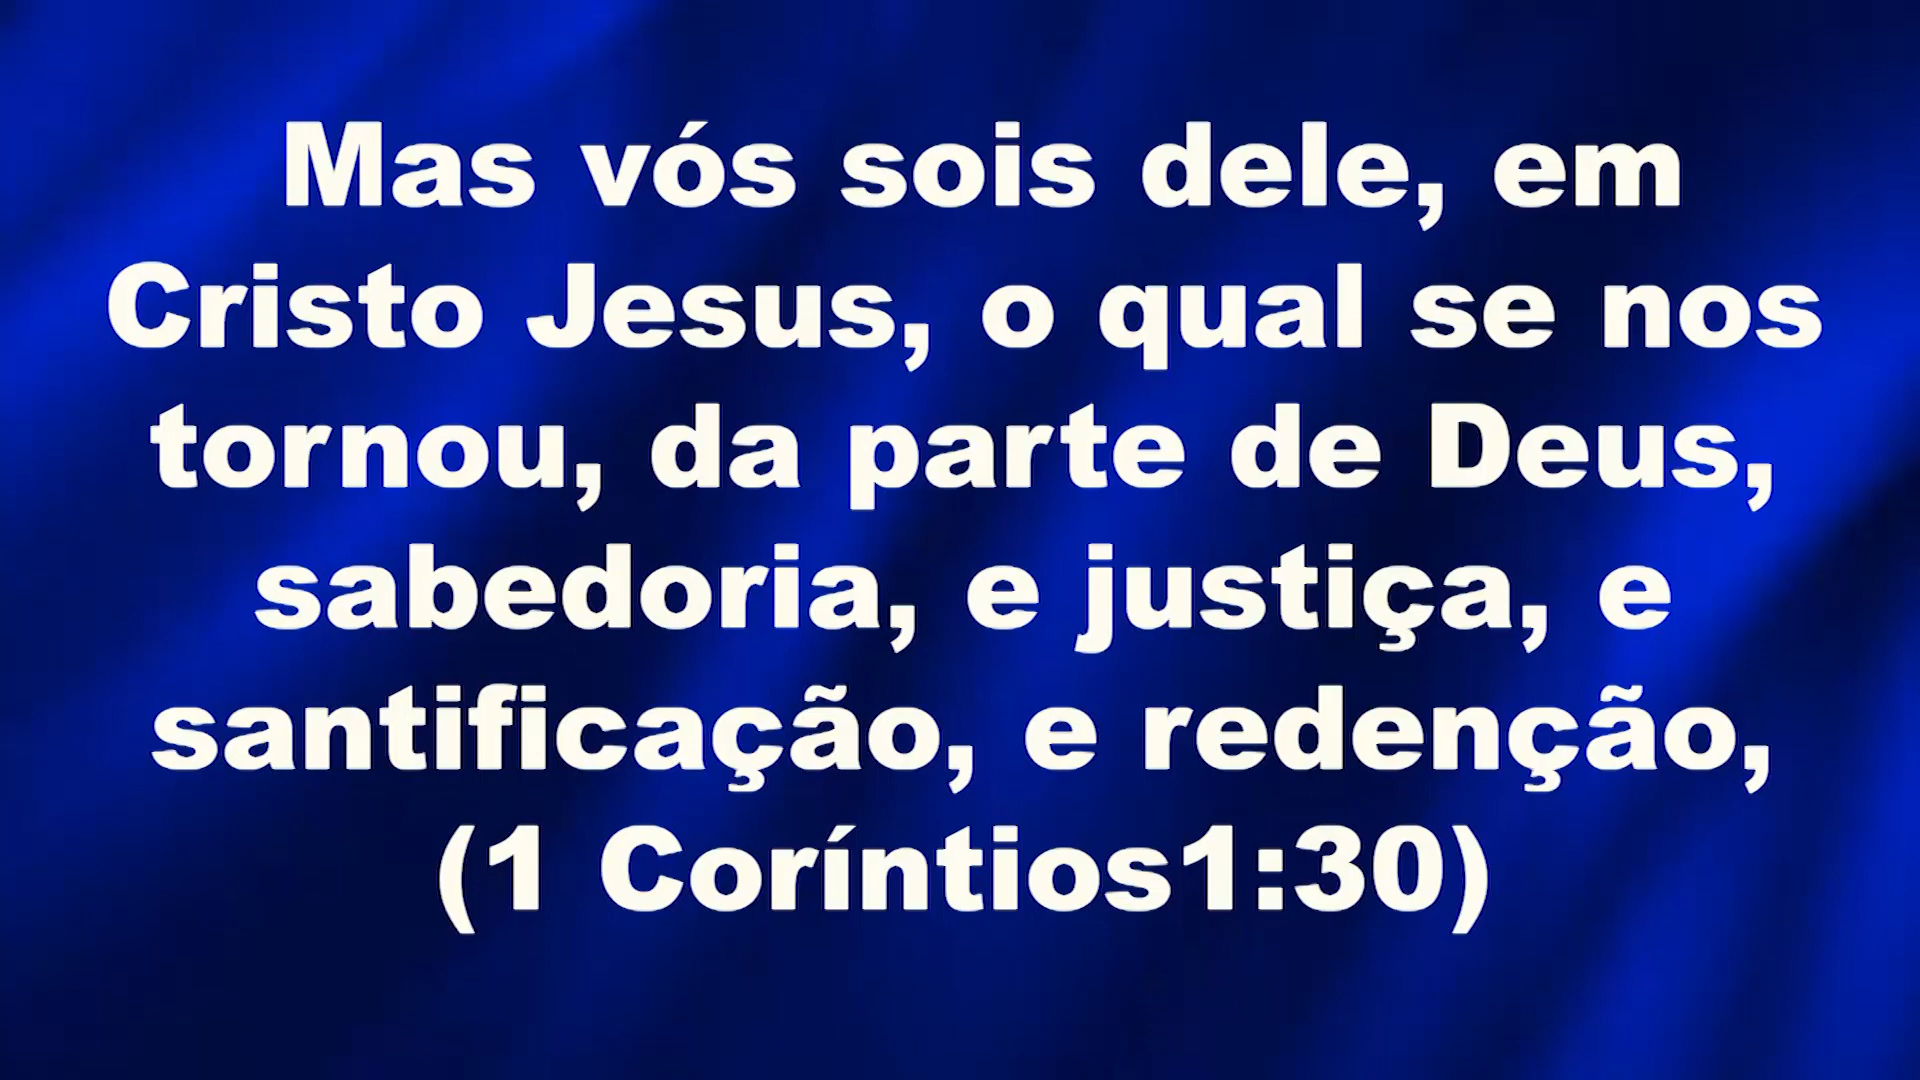 Mas vós sois dele, em
Cristo Jesus, o qual se nos
tornou, da parte de Deus,
sabedoria, e justiça, e
santificação, e redenção,
(1 Coríntios1:30)